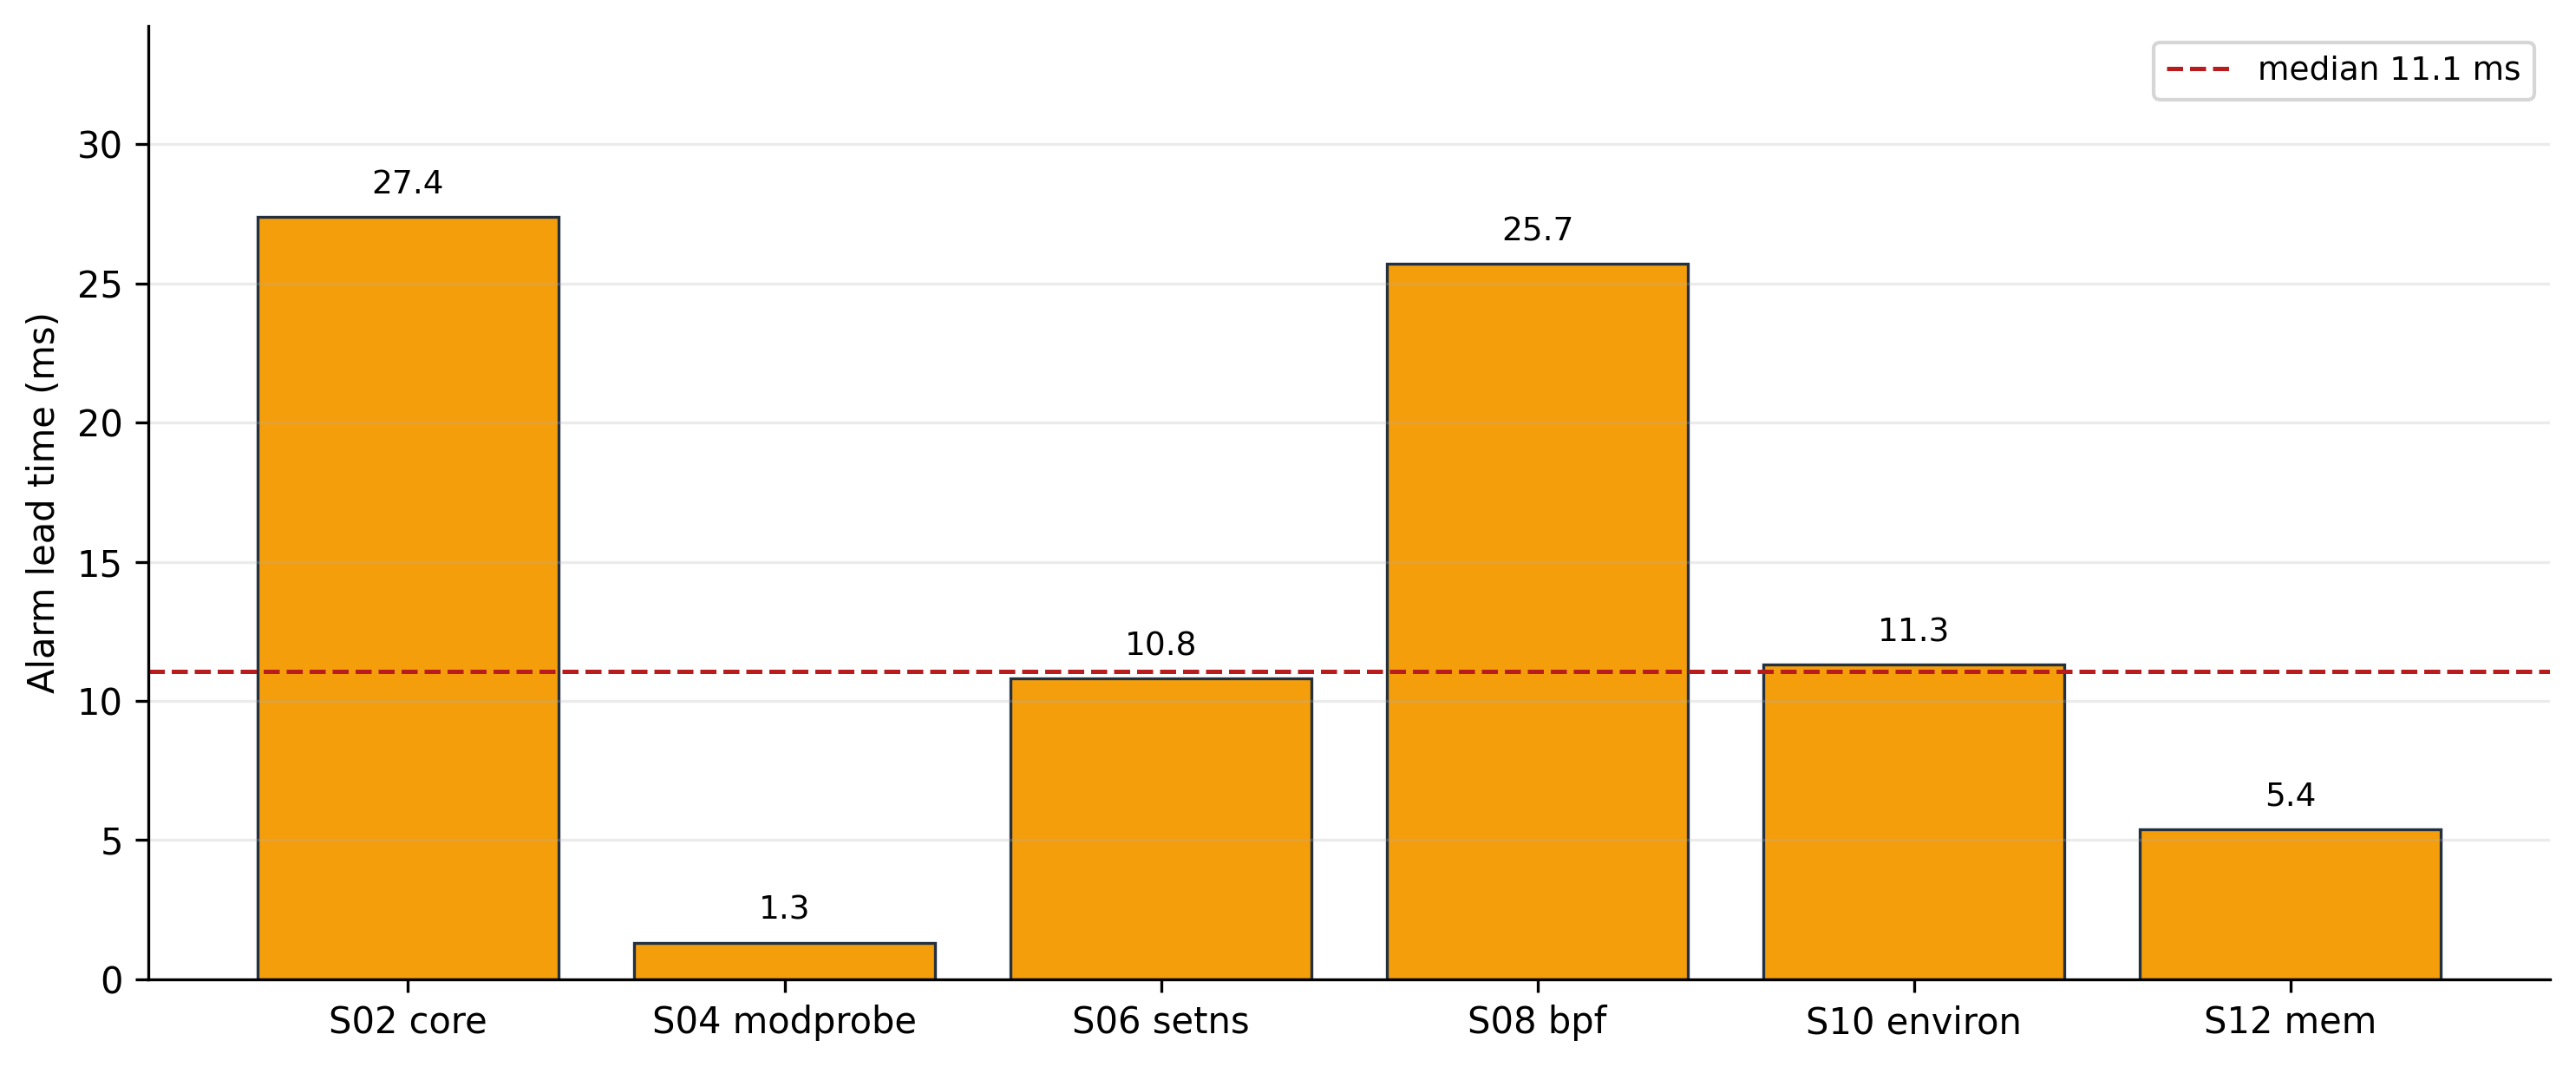 median 11.1 ms
Alarm lead time (ms)
30
25
20
15
10
5
0
27.4
1.3
10.8
25.7
11.3
5.4
S02 core
S04 modprobe
S06 setns
S08 bpf
S10 environ
S12 mem